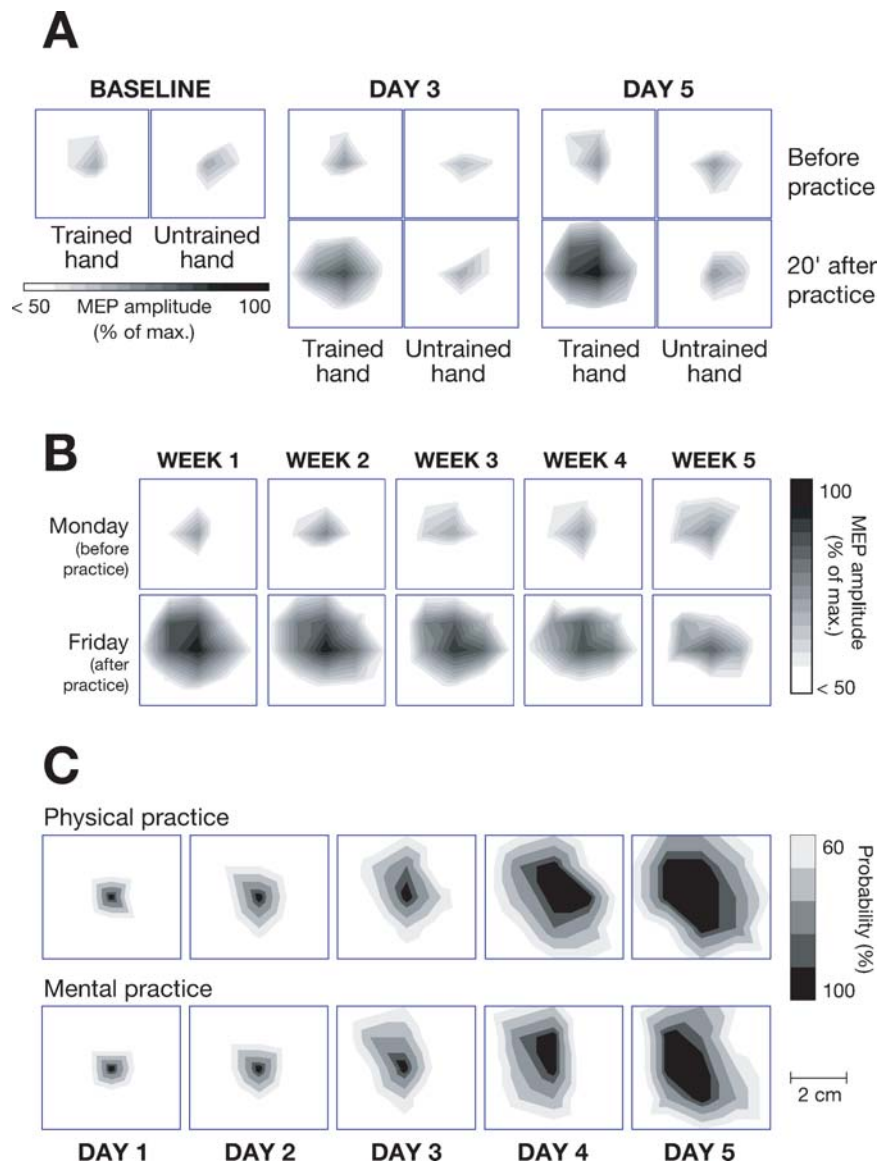 A
BASELINE
DAY 3
DAY 5
Before
practice
Trained
hand
Untrained
hand
20' after
practice
< 50 MEP amplitude 100
(% of max.)
Trained
hand
Untrained
hand
Trained
hand
Untrained
hand
B
WEEK 1
WEEK 2
WEEK 3
WEEK 4
WEEK 5
Monday
(before
practice)
Friday
(after
practice)
100
MEP amplitude
(% of max.)
< 50
C
Physical practice
60
Probability (%)
100
Mental practice
2 cm
DAY 1
DAY 2
DAY 3
DAY 4
DAY 5